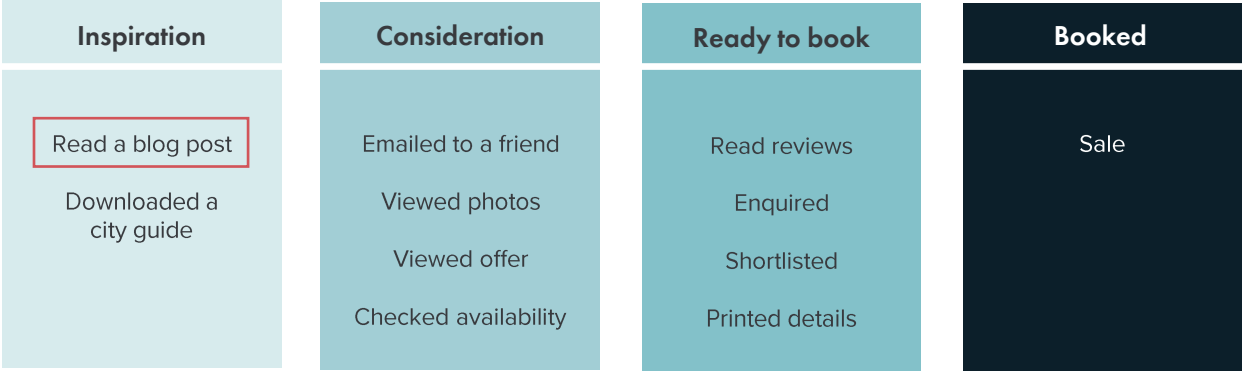 Inspiration
Read a blog post
Downloaded a
city guide
Consideration
Emailed to a friend
Viewed photos
Viewed offer
Checked availability
Ready to book
Read reviews
Enquired
Shortlisted
Printed details
Booked
Sale